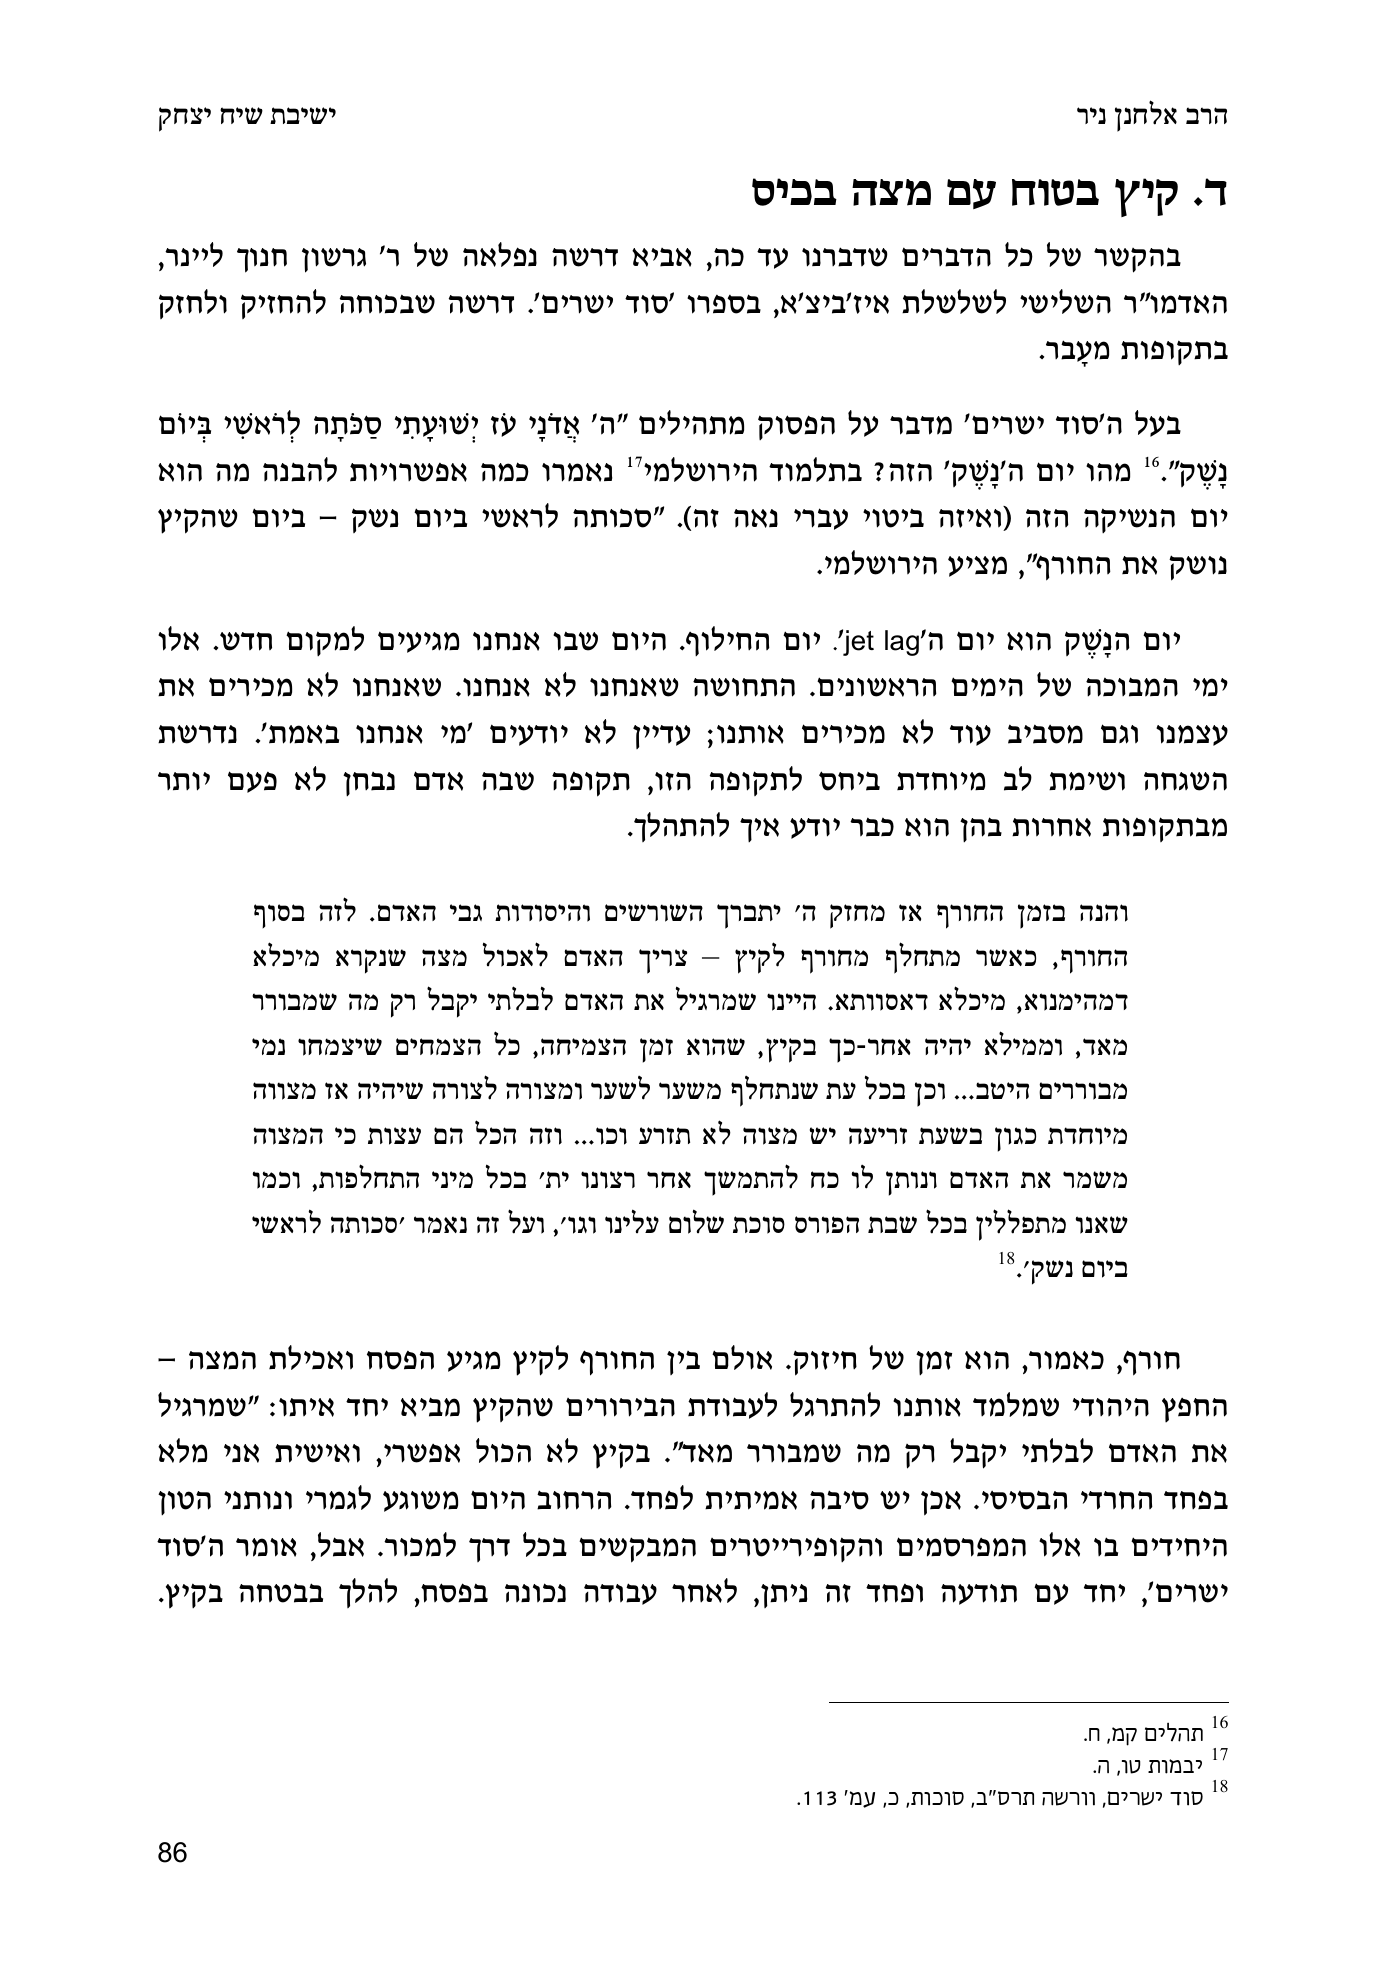 הרב אלחנן ניר ישיבת שיח יצחק
ד. קיץ בטוח עם מצה בכיס
בהקשר של כל הדברים שדברנו עד כה, אביא דרשה נפלאה של ר' גרשון חנוך ליינר,
האדמו"ר השלישי לשלשלת איז'ביצ'א, בספרו 'סוד ישרים'. דרשה שבכוחה להחזיק ולחזק
בתקופות מעָבר.
בעל ה'סוד ישרים' מדבר על הפסוק מתהילים "ה' אֲדֹנָי עֹז יְשׁוּעָתִי סַכֹּתָה לְרֹאשִׁי בְּיוֹם
נָשֶׁק".16 מהו יום ה'נָשֶׁק' הזה? בתלמוד הירושלמי17 נאמרו כמה אפשרויות להבנה מה הוא
יום הנשיקה הזה (ואיזה ביטוי עברי נאה זה). "סכותה לראשי ביום נשק – ביום שהקיץ
נושק את החורף", מציע הירושלמי.
יום הנָשֶׁק הוא יום ה'jet lag'. יום החילוף. היום שבו אנחנו מגיעים למקום חדש. אלו
ימי המבוכה של הימים הראשונים. התחושה שאנחנו לא אנחנו. שאנחנו לא מכירים את
עצמנו וגם מסביב עוד לא מכירים אותנו; עדיין לא יודעים 'מי אנחנו באמת'. נדרשת
השגחה ושימת לב מיוחדת ביחס לתקופה הזו, תקופה שבה אדם נבחן לא פעם יותר
מבתקופות אחרות בהן הוא כבר יודע איך להתהלך.
והנה בזמן החורף אז מחזק ה' יתברך השורשים והיסודות גבי האדם. לזה בסוף
החורף, כאשר מתחלף מחורף לקיץ – צריך האדם לאכול מצה שנקרא מיכלא
דמהימנוא, מיכלא דאסוותא. היינו שמרגיל את האדם לבלתי יקבל רק מה שמבורר
מאד, וממילא יהיה אחר-כך בקיץ, שהוא זמן הצמיחה, כל הצמחים שיצמחו נמי
מבוררים היטב... וכן בכל עת שנתחלף משער לשער ומצורה לצורה שיהיה אז מצווה
מיוחדת כגון בשעת זריעה יש מצוה לא תזרע וכו... וזה הכל הם עצות כי המצוה
משמר את האדם ונותן לו כח להתמשך אחר רצונו ית' בכל מיני התחלפות, וכמו
שאנו מתפללין בכל שבת הפורס סוכת שלום עלינו וגו', ועל זה נאמר 'סכותה לראשי
ביום נשק'.18
חורף, כאמור, הוא זמן של חיזוק. אולם בין החורף לקיץ מגיע הפסח ואכילת המצה –
החפץ היהודי שמלמד אותנו להתרגל לעבודת הבירורים שהקיץ מביא יחד איתו: "שמרגיל
את האדם לבלתי יקבל רק מה שמבורר מאד". בקיץ לא הכול אפשרי, ואישית אני מלא
בפחד החרדי הבסיסי. אכן יש סיבה אמיתית לפחד. הרחוב היום משוגע לגמרי ונותני הטון
היחידים בו אלו המפרסמים והקופירייטרים המבקשים בכל דרך למכור. אבל, אומר ה'סוד
ישרים', יחד עם תודעה ופחד זה ניתן, לאחר עבודה נכונה בפסח, להלך בבטחה בקיץ.
16 תהלים קמ, ח.
17 יבמות טו, ה.
18 סוד ישרים, וורשה תרס"ב, סוכות, כ, עמ' 113.
86